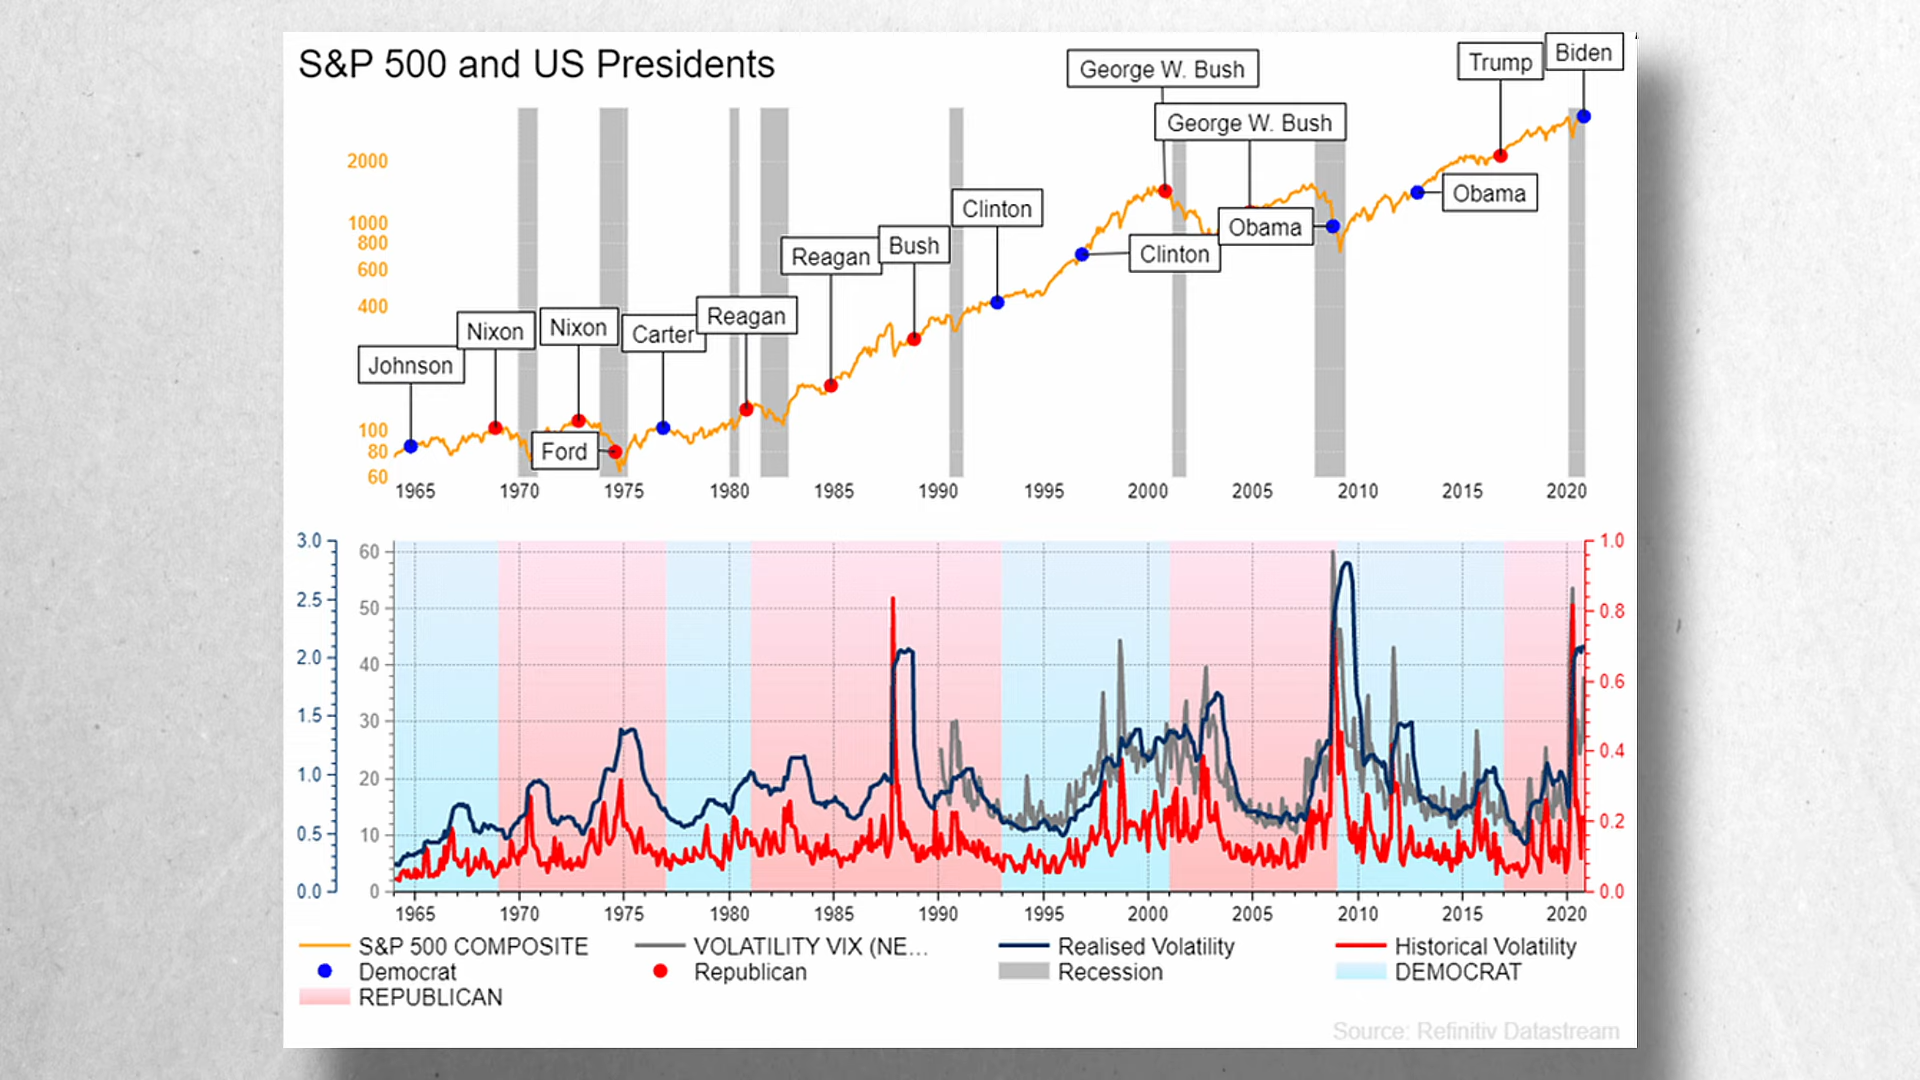 S&P 500 and US Presidents
George W. Bush
Trump
Biden
George W. Bush
2000
1000
800
600
400
100
80
60
Clinton
Obama
Reagan
Bush
Obama
Clinton
Johnson
Nixon
Nixon
Carter
Reagan
Ford
1965 1970 1975 1980 1985 1990 1995 2000 2005 2010 2015 2020
3.0
2.5
2.0
1.5
1.0
0.5
0.0
60
50
40
30
20
10
0
1.0
0.8
0.6
0.4
0.2
0.0
1965 1970 1975 1980 1985 1990 1995 2000 2005 2010 2015 2020
S&P 500 COMPOSITE VOLATILITY VIX (NE... Realised Volatility Historical Volatility
Democrat Republican Recession DEMOCRAT
REPUBLICAN
Source: Refinitiv Datastream